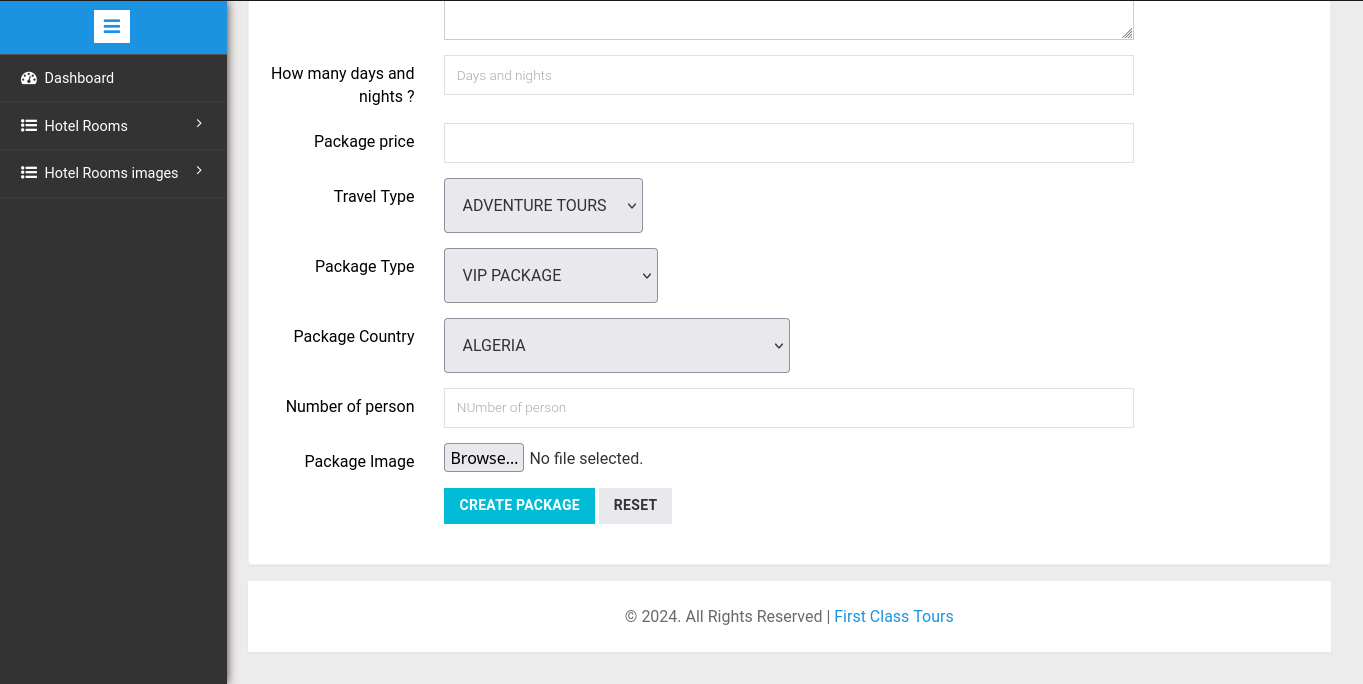 Dashboard
Hotel Rooms
Hotel Rooms images
How many days and
nights ?
Days and nights
Package price
Travel Type
ADVENTURE TOURS
Package Type
VIP PACKAGE
Package Country
ALGERIA
Number of person
NUmber of person
Package Image
Browse... No file selected.
CREATE PACKAGE RESET
© 2024. All Rights Reserved | First Class Tours